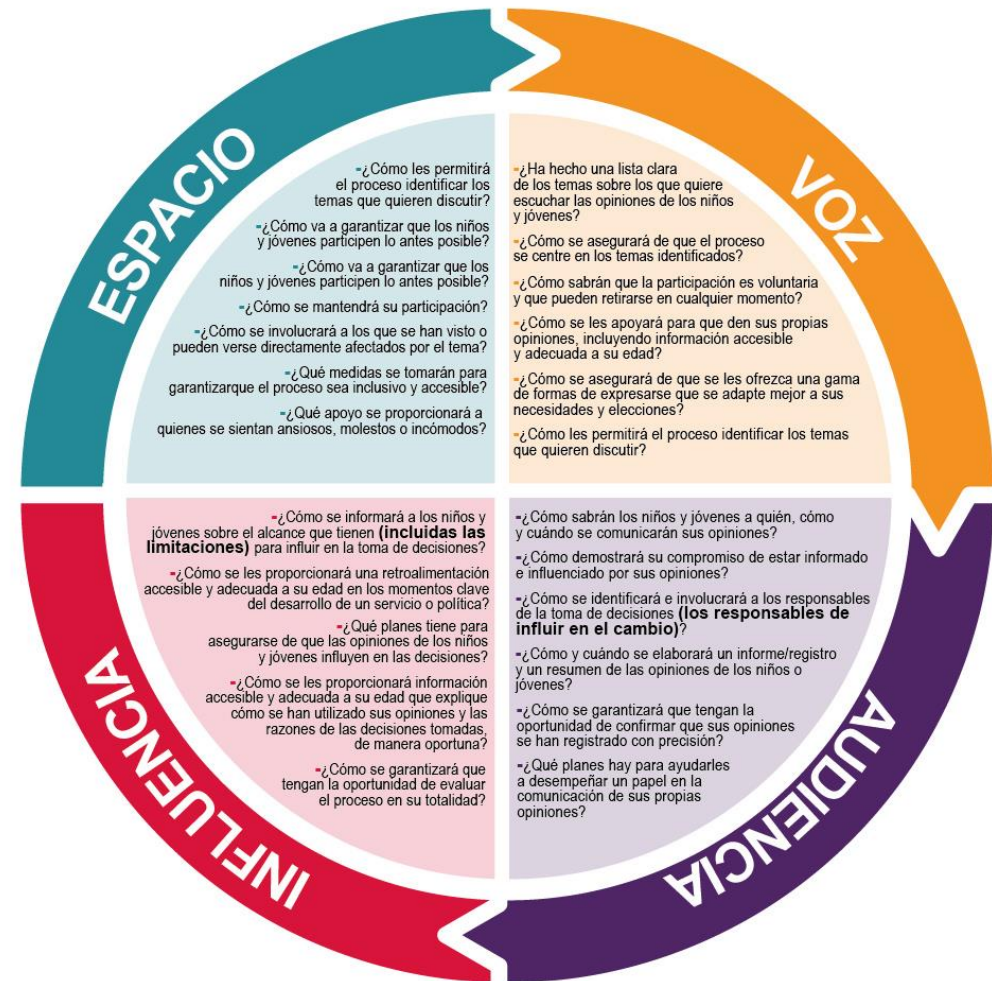 ESPACIO
-¿Cómo les permitirá
el proceso identificar los
temas que quieren discutir?
-¿Cómo va a garantizar que los niños
y jóvenes participen lo antes posible?
-¿Cómo va a garantizar que los
niños y jóvenes participen lo antes posible?
-¿Cómo se mantendrá su participación?
-¿Cómo se involucrará a los que se han visto o
pueden verse directamente afectados por el tema?
-¿Qué medidas se tomarán para
garantizarque el proceso sea inclusivo y accesible?
-¿Qué apoyo se proporcionará a
quienes se sientan ansiosos, molestos o incómodos?
VOZ
-¿Ha hecho una lista clara
de los temas sobre los que quiere
escuchar las opiniones de los niños
y jóvenes?
-¿Cómo se asegurará de que el proceso
se centre en los temas identificados?
-¿Cómo sabrán que la participación es voluntaria
y que pueden retirarse en cualquier momento?
-¿Cómo se les apoyará para que den sus propias
opiniones, incluyendo información accesible
y adecuada a su edad?
-¿Cómo se asegurará de que se les ofrezca una gama
de formas de expresarse que se adapte mejor a sus
necesidades y elecciones?
-¿Cómo les permitirá el proceso identificar los temas
que quieren discutir?
AUDIENCIA
-¿Cómo sabrán los niños y jóvenes a quién, cómo
y cuándo se comunicarán sus opiniones?
-¿Cómo demostrará su compromiso de estar informado
e influenciado por sus opiniones?
-¿Cómo se identificará e involucrará a los responsables
de la toma de decisiones (los responsables de
influir en el cambio)?
-¿Cómo y cuándo se elaborará un informe/registro
y un resumen de las opiniones de los niños o
jóvenes?
-¿Cómo se garantizará que tengan la
oportunidad de confirmar que sus opiniones
se han registrado con precisión?
-¿Qué planes hay para ayudarles
a desempeñar un papel en la
comunicación de sus propias
opiniones?
INFLUENCIA
-¿Cómo se informará a los niños y
jóvenes sobre el alcance que tienen (incluidas las
limitaciones) para influir en la toma de decisiones?
-¿Cómo se les proporcionará una retroalimentación
accesible y adecuada a su edad en los momentos clave
del desarrollo de un servicio o política?
-¿Qué planes tiene para
asegurarse de que las opiniones de los niños
y jóvenes influyen en las decisiones?
-¿Cómo se les proporcionará información
accesible y adecuada a su edad que explique
cómo se han utilizado sus opiniones y las
razones de las decisiones tomadas,
de manera oportuna?
-¿Cómo se garantizará que
tengan la oportunidad de evaluar
el proceso en su totalidad?